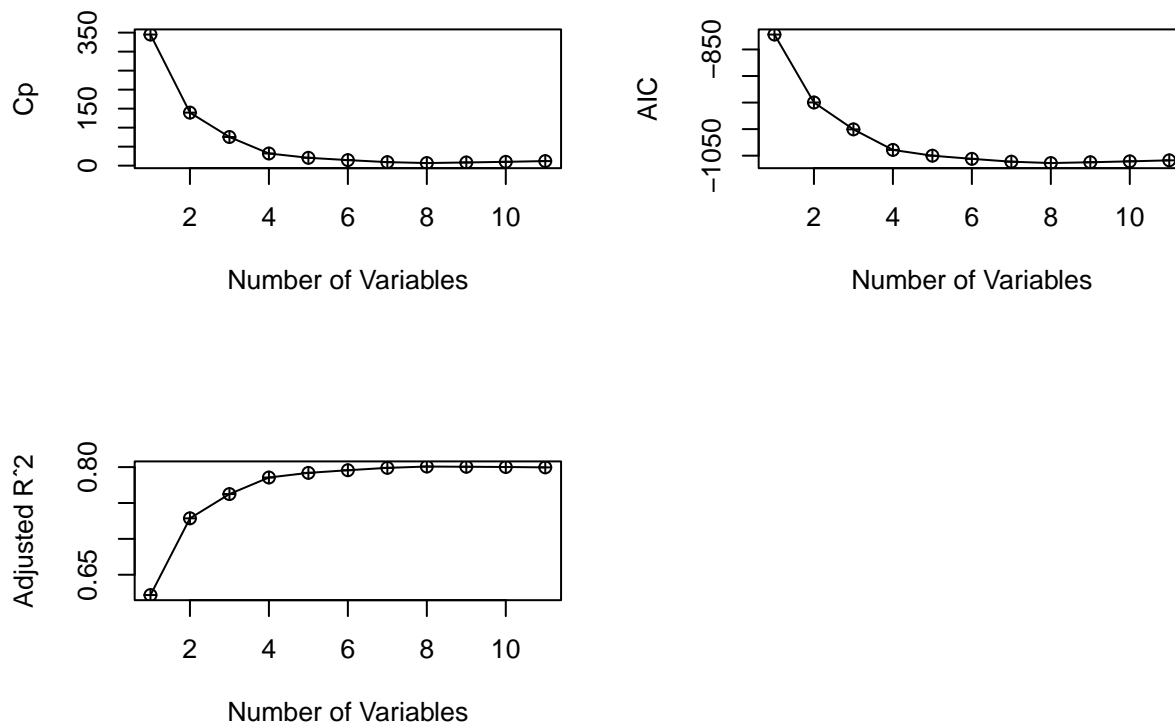 Cp
350
150
0
2 4 6 8 10
Number of Variables
AIC
−850
−1050
2 4 6 8 10
Number of Variables
Adjusted R^2
0.80
0.65
2 4 6 8 10
Number of Variables